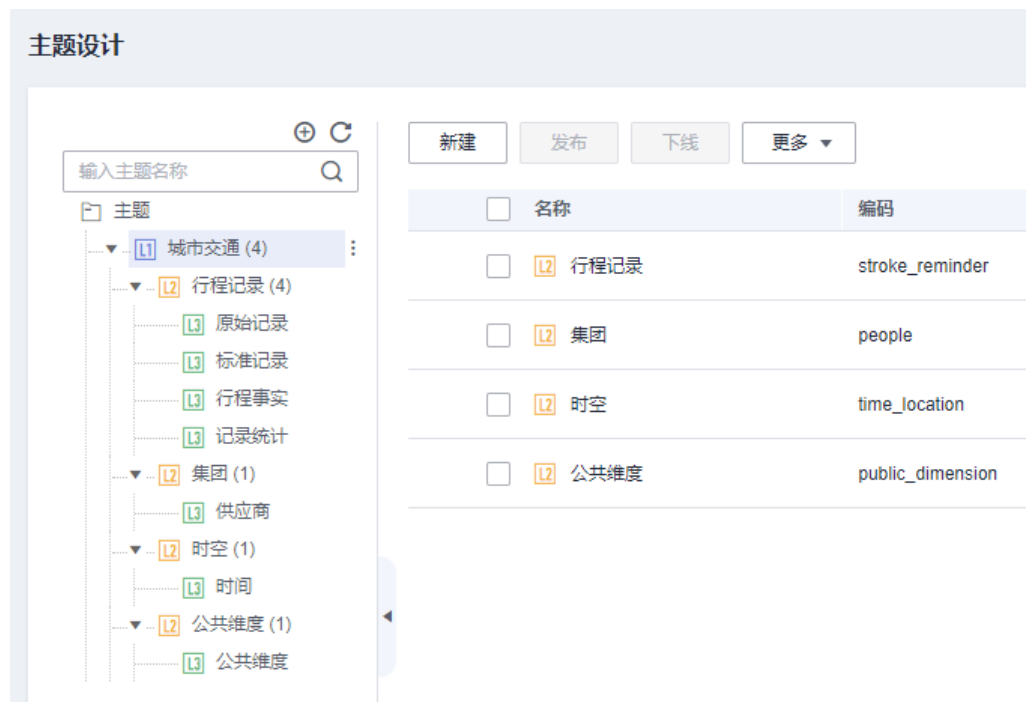 主题设计
输入主题名称
主题
L1 城市交通 (4)
L2 行程记录 (4)
L3 原始记录
L3 标准记录
L3 行程事实
L3 记录统计
L2 集团 (1)
L3 供应商
L2 时空 (1)
L3 时间
L2 公共维度 (1)
L3 公共维度
新建 发布 下线 更多
名称 编码
L2 行程记录 stroke_reminder
L2 集团 people
L2 时空 time_location
L2 公共维度 public_dimension